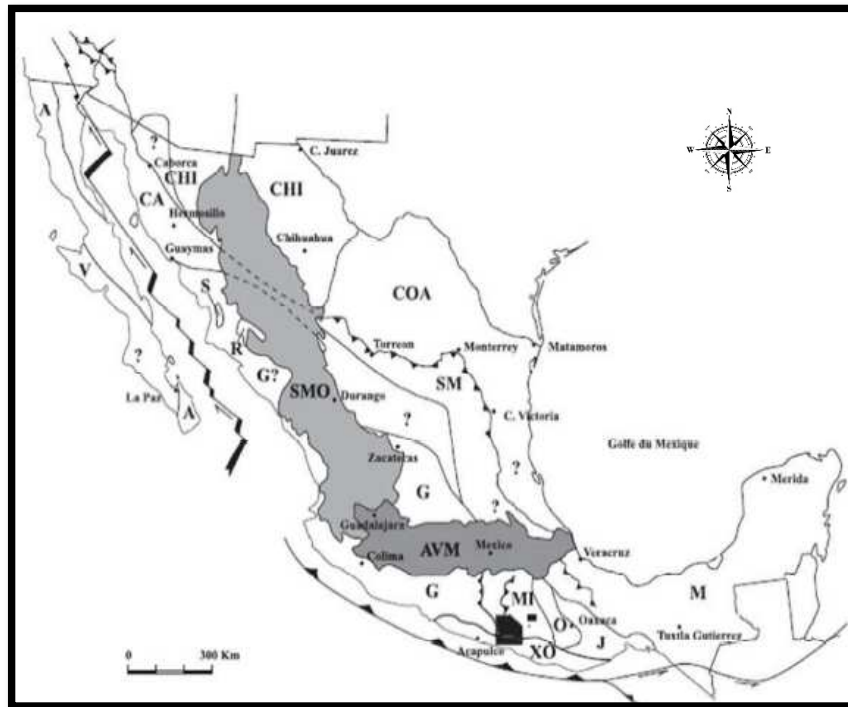 N
W E
S
A
?
Caborca
CHI
C. Juarez
CHI
CA
Hermosillo
Chihuahua
Guaymas
V
S
COA
Torreon
Monterrey
Matamoros
R
SM
?
G?
SMO
Durango
La Paz
?
A
C. Victoria
?
Golfe du Mexique
Zacatecas
?
Merida
G
?
Guadalajara
AVM
Mexico
Veracruz
Colima
G
MI
M
O
Oaxaca
J
Tuxtla Gutierrez
Acapulco
XO
0 300 Km